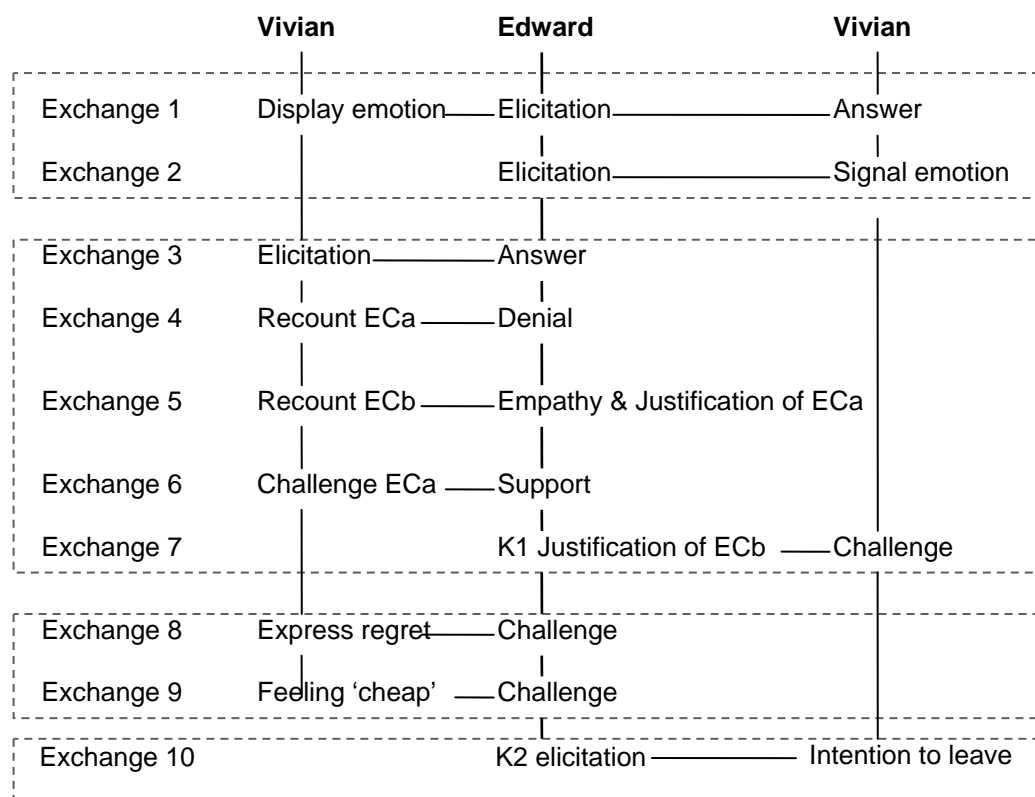 Vivian Edward Vivian
Exchange 1 Display emotion Elicitation Answer
Exchange 2 Elicitation Signal emotion
Exchange 3 Elicitation Answer
Exchange 4 Recount ECa Denial
Exchange 5 Recount ECb Empathy & Justification of ECa
Exchange 6 Challenge ECa Support
Exchange 7 K1 Justification of ECb Challenge
Exchange 8 Express regret Challenge
Exchange 9 Feeling ‘cheap’ Challenge
Exchange 10 K2 elicitation Intention to leave